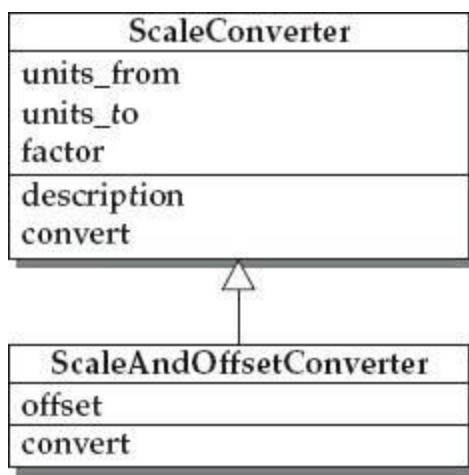 ScaleConverter
units_from
units_to
factor
description
convert
ScaleAndOffsetConverter
offset
convert